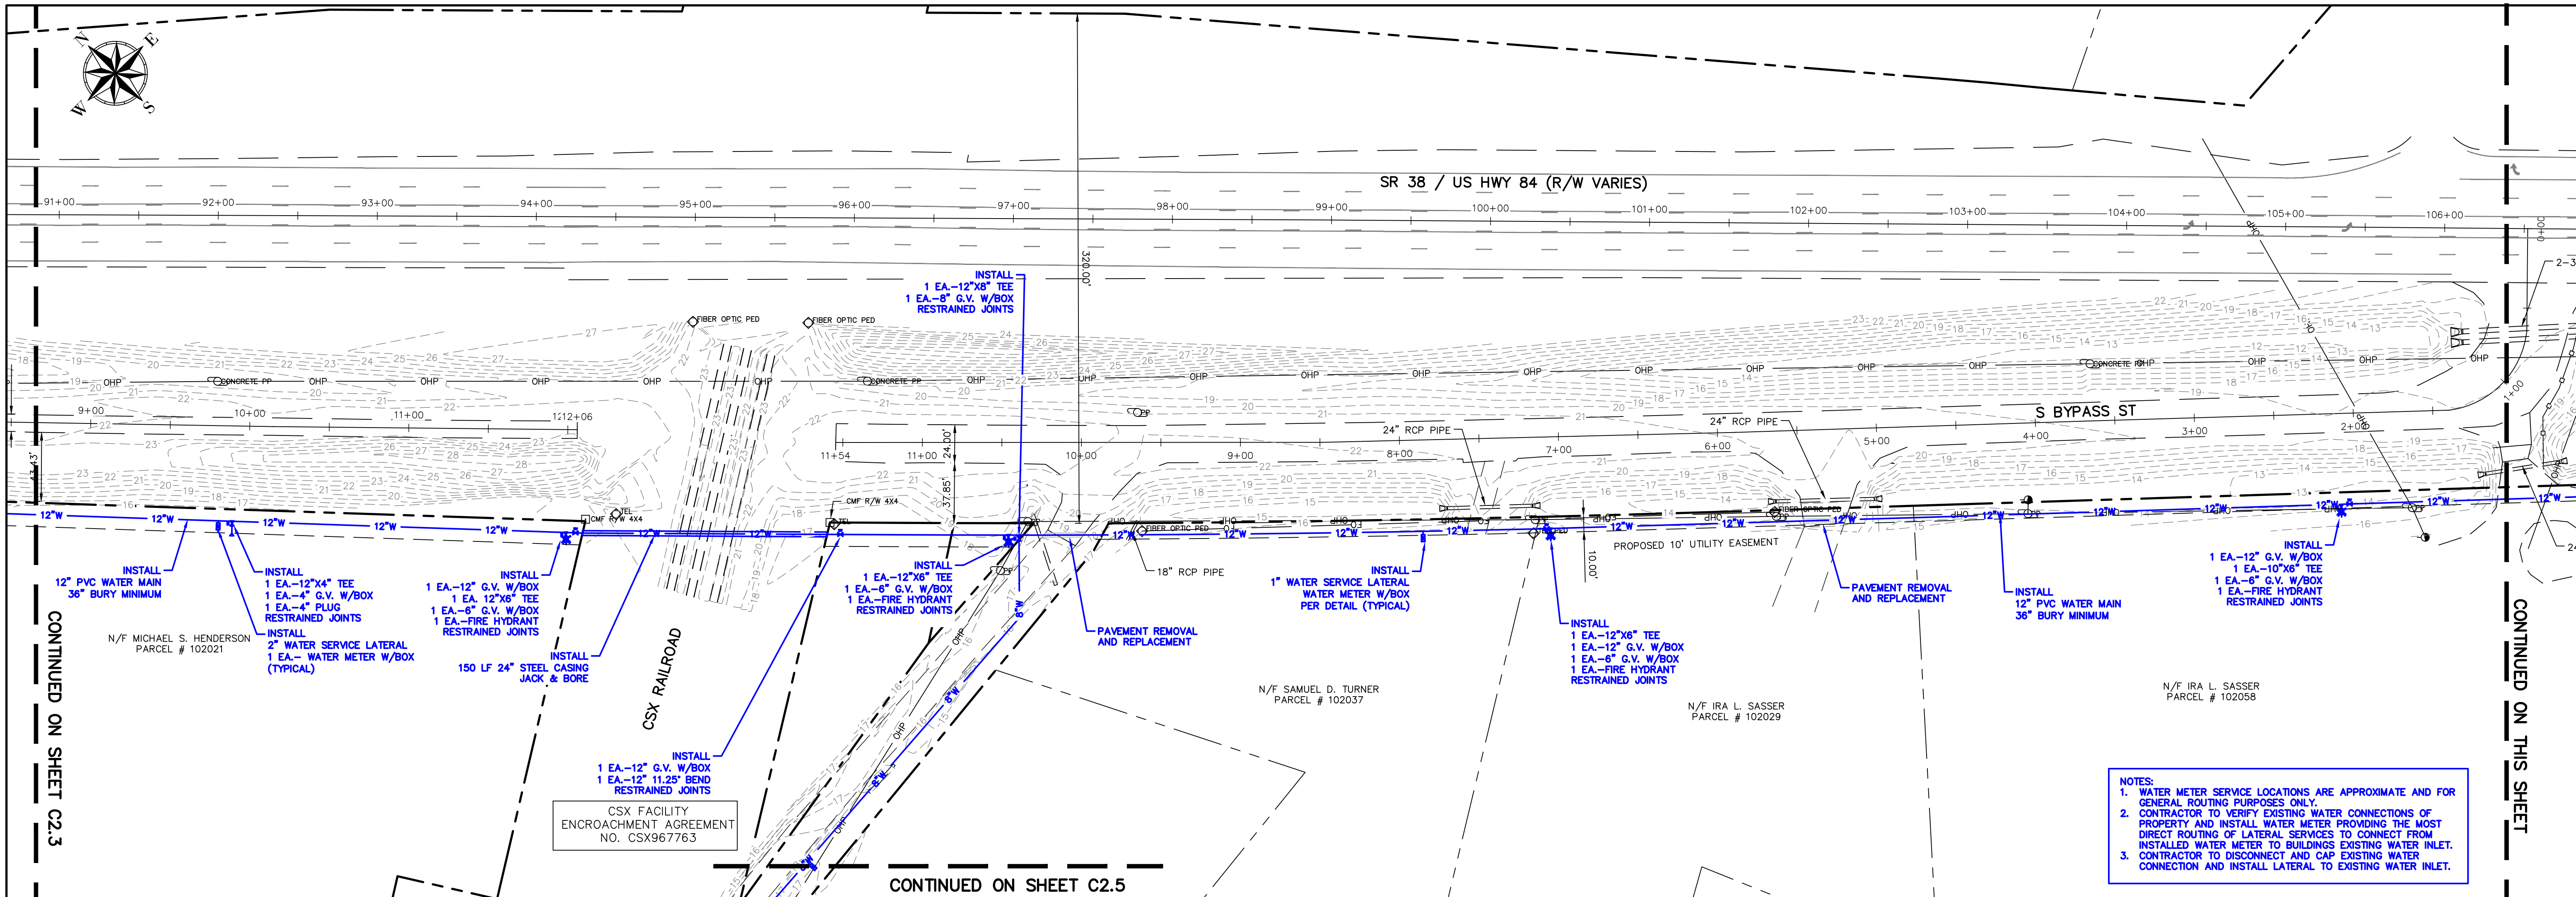 N
E
W
S
SR 38 / US HWY 84 (R/W VARIES)
91+00
92+00
93+00
94+00
95+00
96+00
97+00
98+00
99+00
100+00
101+00
102+00
103+00
104+00
105+00
106+00
0+00
320.00'
INSTALL
1 EA.-12"X8" TEE
1 EA.-8" G.V. W/BOX
RESTRAINED JOINTS
FIBER OPTIC PED
FIBER OPTIC PED
CONCRETE PP
CONCRETE PP
CONCRETE PP
OHP
PP
S BYPASS ST
9+00
10+00
11+00
11+54
11+00
10+00
9+00
8+00
7+00
6+00
5+00
4+00
3+00
2+00
1+00
24.00'
37.85'
24" RCP PIPE
24" RCP PIPE
CMF R/W 4X4
CMF R/W 4X4
TEL
TEL
FIBER OPTIC PED
FIBER OPTIC PED
12"W
8"W
18" RCP PIPE
PROPOSED 10' UTILITY EASEMENT
10.00'
INSTALL
12" PVC WATER MAIN
36" BURY MINIMUM
INSTALL
1 EA.-12"X4" TEE
1 EA.-4" G.V. W/BOX
1 EA.-4" PLUG
RESTRAINED JOINTS
INSTALL
2" WATER SERVICE LATERAL
1 EA.- WATER METER W/BOX
(TYPICAL)
INSTALL
1 EA.-12" G.V. W/BOX
1 EA. 12"X6" TEE
1 EA.-6" G.V. W/BOX
1 EA.-FIRE HYDRANT
RESTRAINED JOINTS
INSTALL
150 LF 24" STEEL CASING
JACK & BORE
INSTALL
1 EA.-12" G.V. W/BOX
1 EA.-12" 11.25° BEND
RESTRAINED JOINTS
INSTALL
1 EA.-12"X6" TEE
1 EA.-6" G.V. W/BOX
1 EA.-FIRE HYDRANT
RESTRAINED JOINTS
PAVEMENT REMOVAL
AND REPLACEMENT
INSTALL
1" WATER SERVICE LATERAL
WATER METER W/BOX
PER DETAIL (TYPICAL)
INSTALL
1 EA.-12"X6" TEE
1 EA.-12" G.V. W/BOX
1 EA.-6" G.V. W/BOX
1 EA.-FIRE HYDRANT
RESTRAINED JOINTS
PAVEMENT REMOVAL
AND REPLACEMENT
INSTALL
12" PVC WATER MAIN
36" BURY MINIMUM
INSTALL
1 EA.-12" G.V. W/BOX
1 EA.-10"X6" TEE
1 EA.-6" G.V. W/BOX
1 EA.-FIRE HYDRANT
RESTRAINED JOINTS
N/F MICHAEL S. HENDERSON
PARCEL # 102021
CSX RAILROAD
N/F SAMUEL D. TURNER
PARCEL # 102037
N/F IRA L. SASSER
PARCEL # 102029
N/F IRA L. SASSER
PARCEL # 102058
CSX FACILITY
ENCROACHMENT AGREEMENT
NO. CSX967763
CONTINUED ON SHEET C2.3
CONTINUED ON SHEET C2.5
CONTINUED ON THIS SHEET
NOTES:
1. WATER METER SERVICE LOCATIONS ARE APPROXIMATE AND FOR
GENERAL ROUTING PURPOSES ONLY.
2. CONTRACTOR TO VERIFY EXISTING WATER CONNECTIONS OF
PROPERTY AND INSTALL WATER METER PROVIDING THE MOST
DIRECT ROUTING OF LATERAL SERVICES TO CONNECT FROM
INSTALLED WATER METER TO BUILDINGS EXISTING WATER INLET.
3. CONTRACTOR TO DISCONNECT AND CAP EXISTING WATER
CONNECTION AND INSTALL LATERAL TO EXISTING WATER INLET.